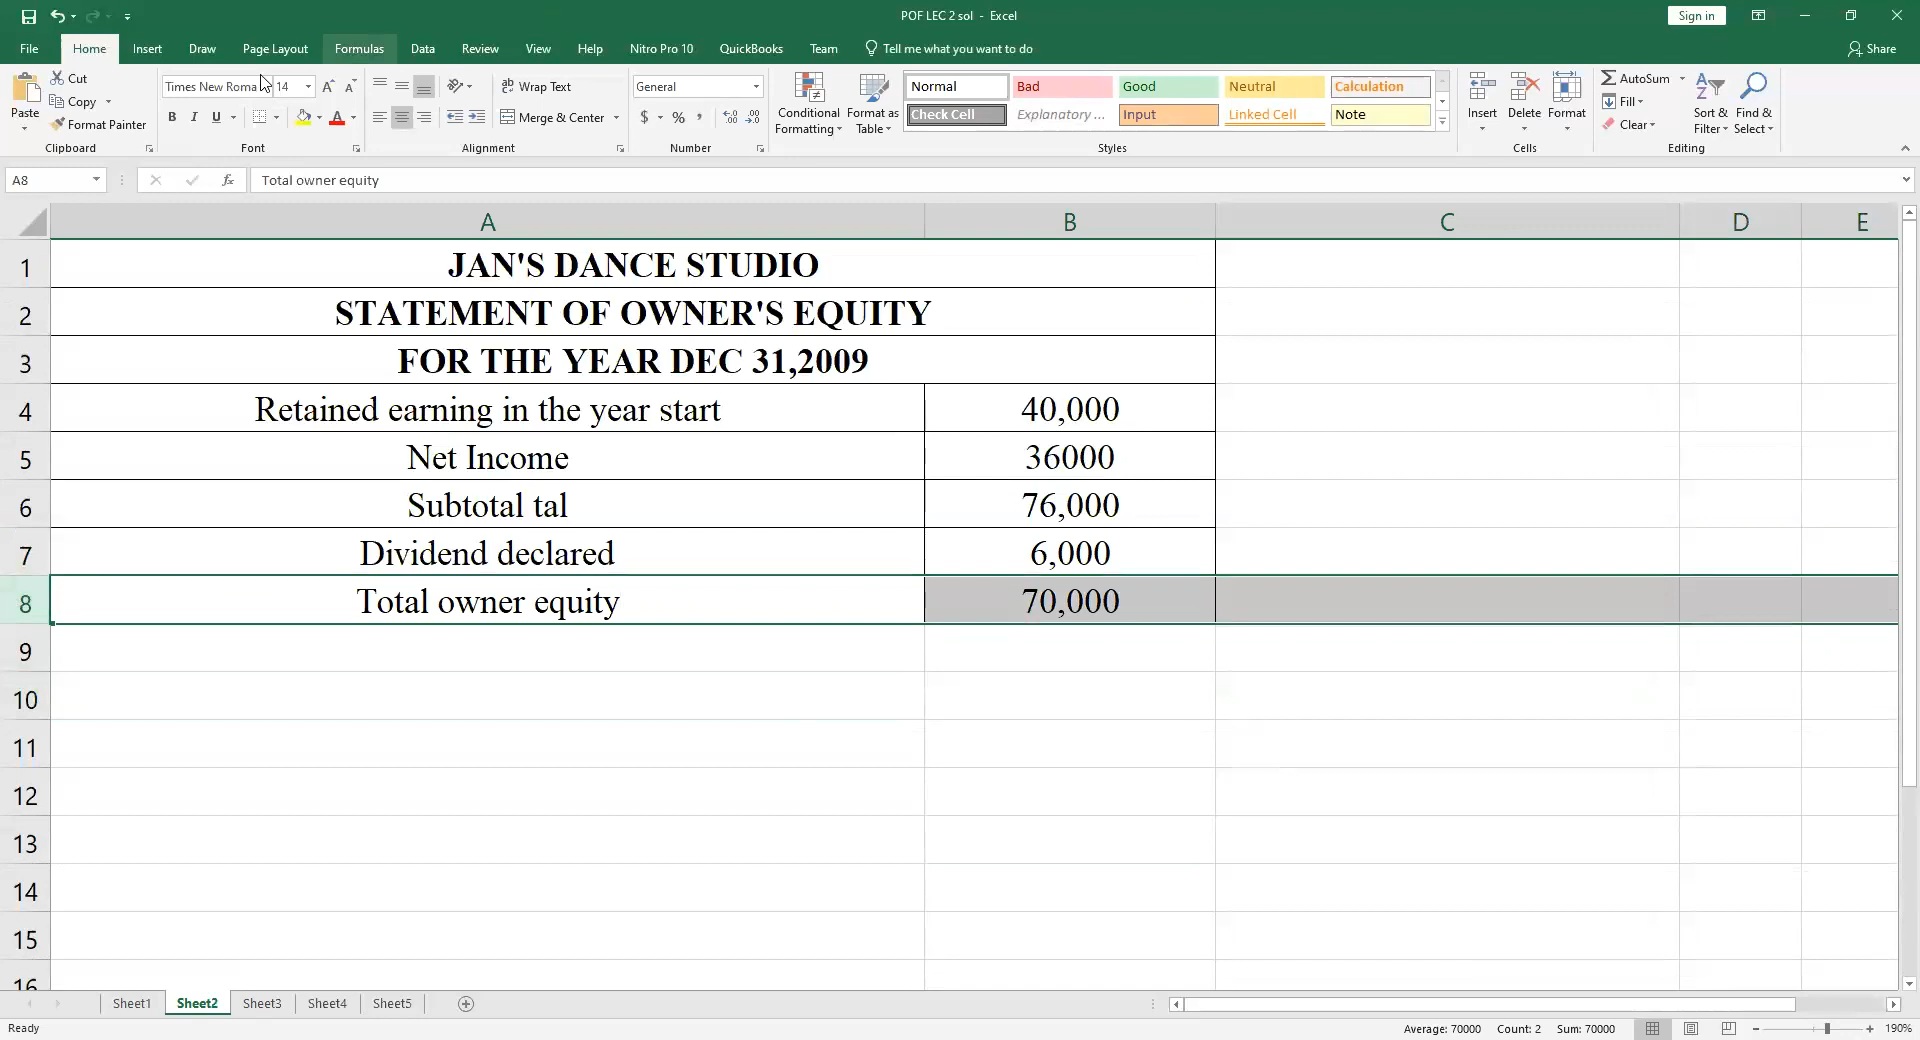 POF LEC 2 sol - Excel
Sign in
File Home Insert Draw Page Layout Formulas Data Review View Help Nitro Pro 10 QuickBooks Team Tell me what you want to do Share
Paste
Cut
Copy
Format Painter
Clipboard
Times New Roma 14
B I U
Font
Wrap Text
Merge & Center
Alignment
General
$ % ,
Number
Conditional Formatting
Format as Table
Normal Bad Good Neutral Calculation
Check Cell Explanatory ... Input Linked Cell Note
Styles
Insert Delete Format
Cells
AutoSum
Fill
Clear
Sort & Filter
Find & Select
Editing
A8 fx Total owner equity
A B C D E
1 JAN'S DANCE STUDIO
2 STATEMENT OF OWNER'S EQUITY
3 FOR THE YEAR DEC 31,2009
4 Retained earning in the year start 40,000
5 Net Income 36000
6 Subtotal tal 76,000
7 Dividend declared 6,000
8 Total owner equity 70,000
9
10
11
12
13
14
15
16
Sheet1 Sheet2 Sheet3 Sheet4 Sheet5
Ready Average: 70000 Count: 2 Sum: 70000 190%